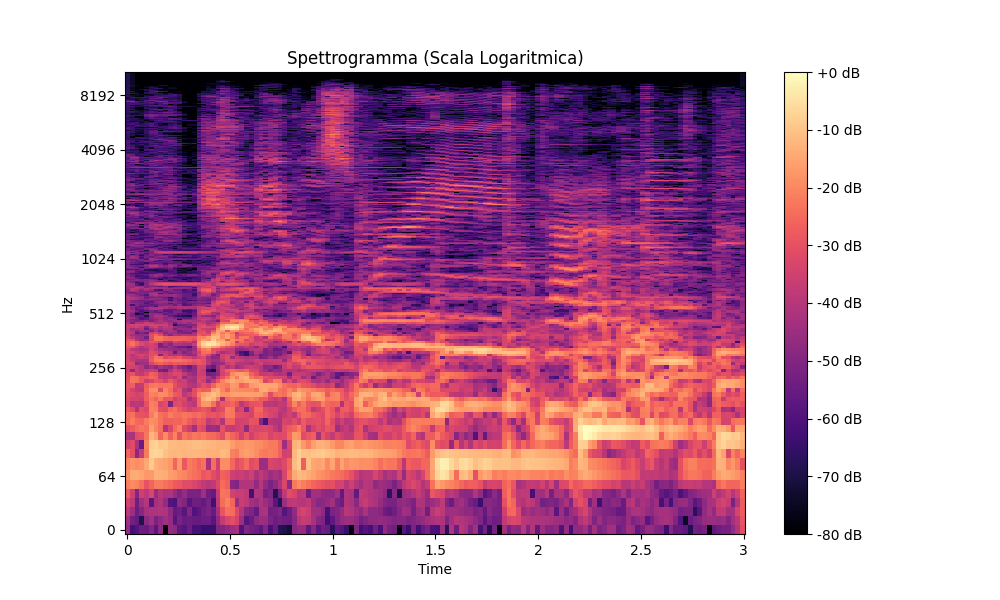 Spettrogramma (Scala Logaritmica)
Hz
8192
4096
2048
1024
512
256
128
64
0
0
0.5
1
1.5
2
2.5
3
Time
+0 dB
-10 dB
-20 dB
-30 dB
-40 dB
-50 dB
-60 dB
-70 dB
-80 dB